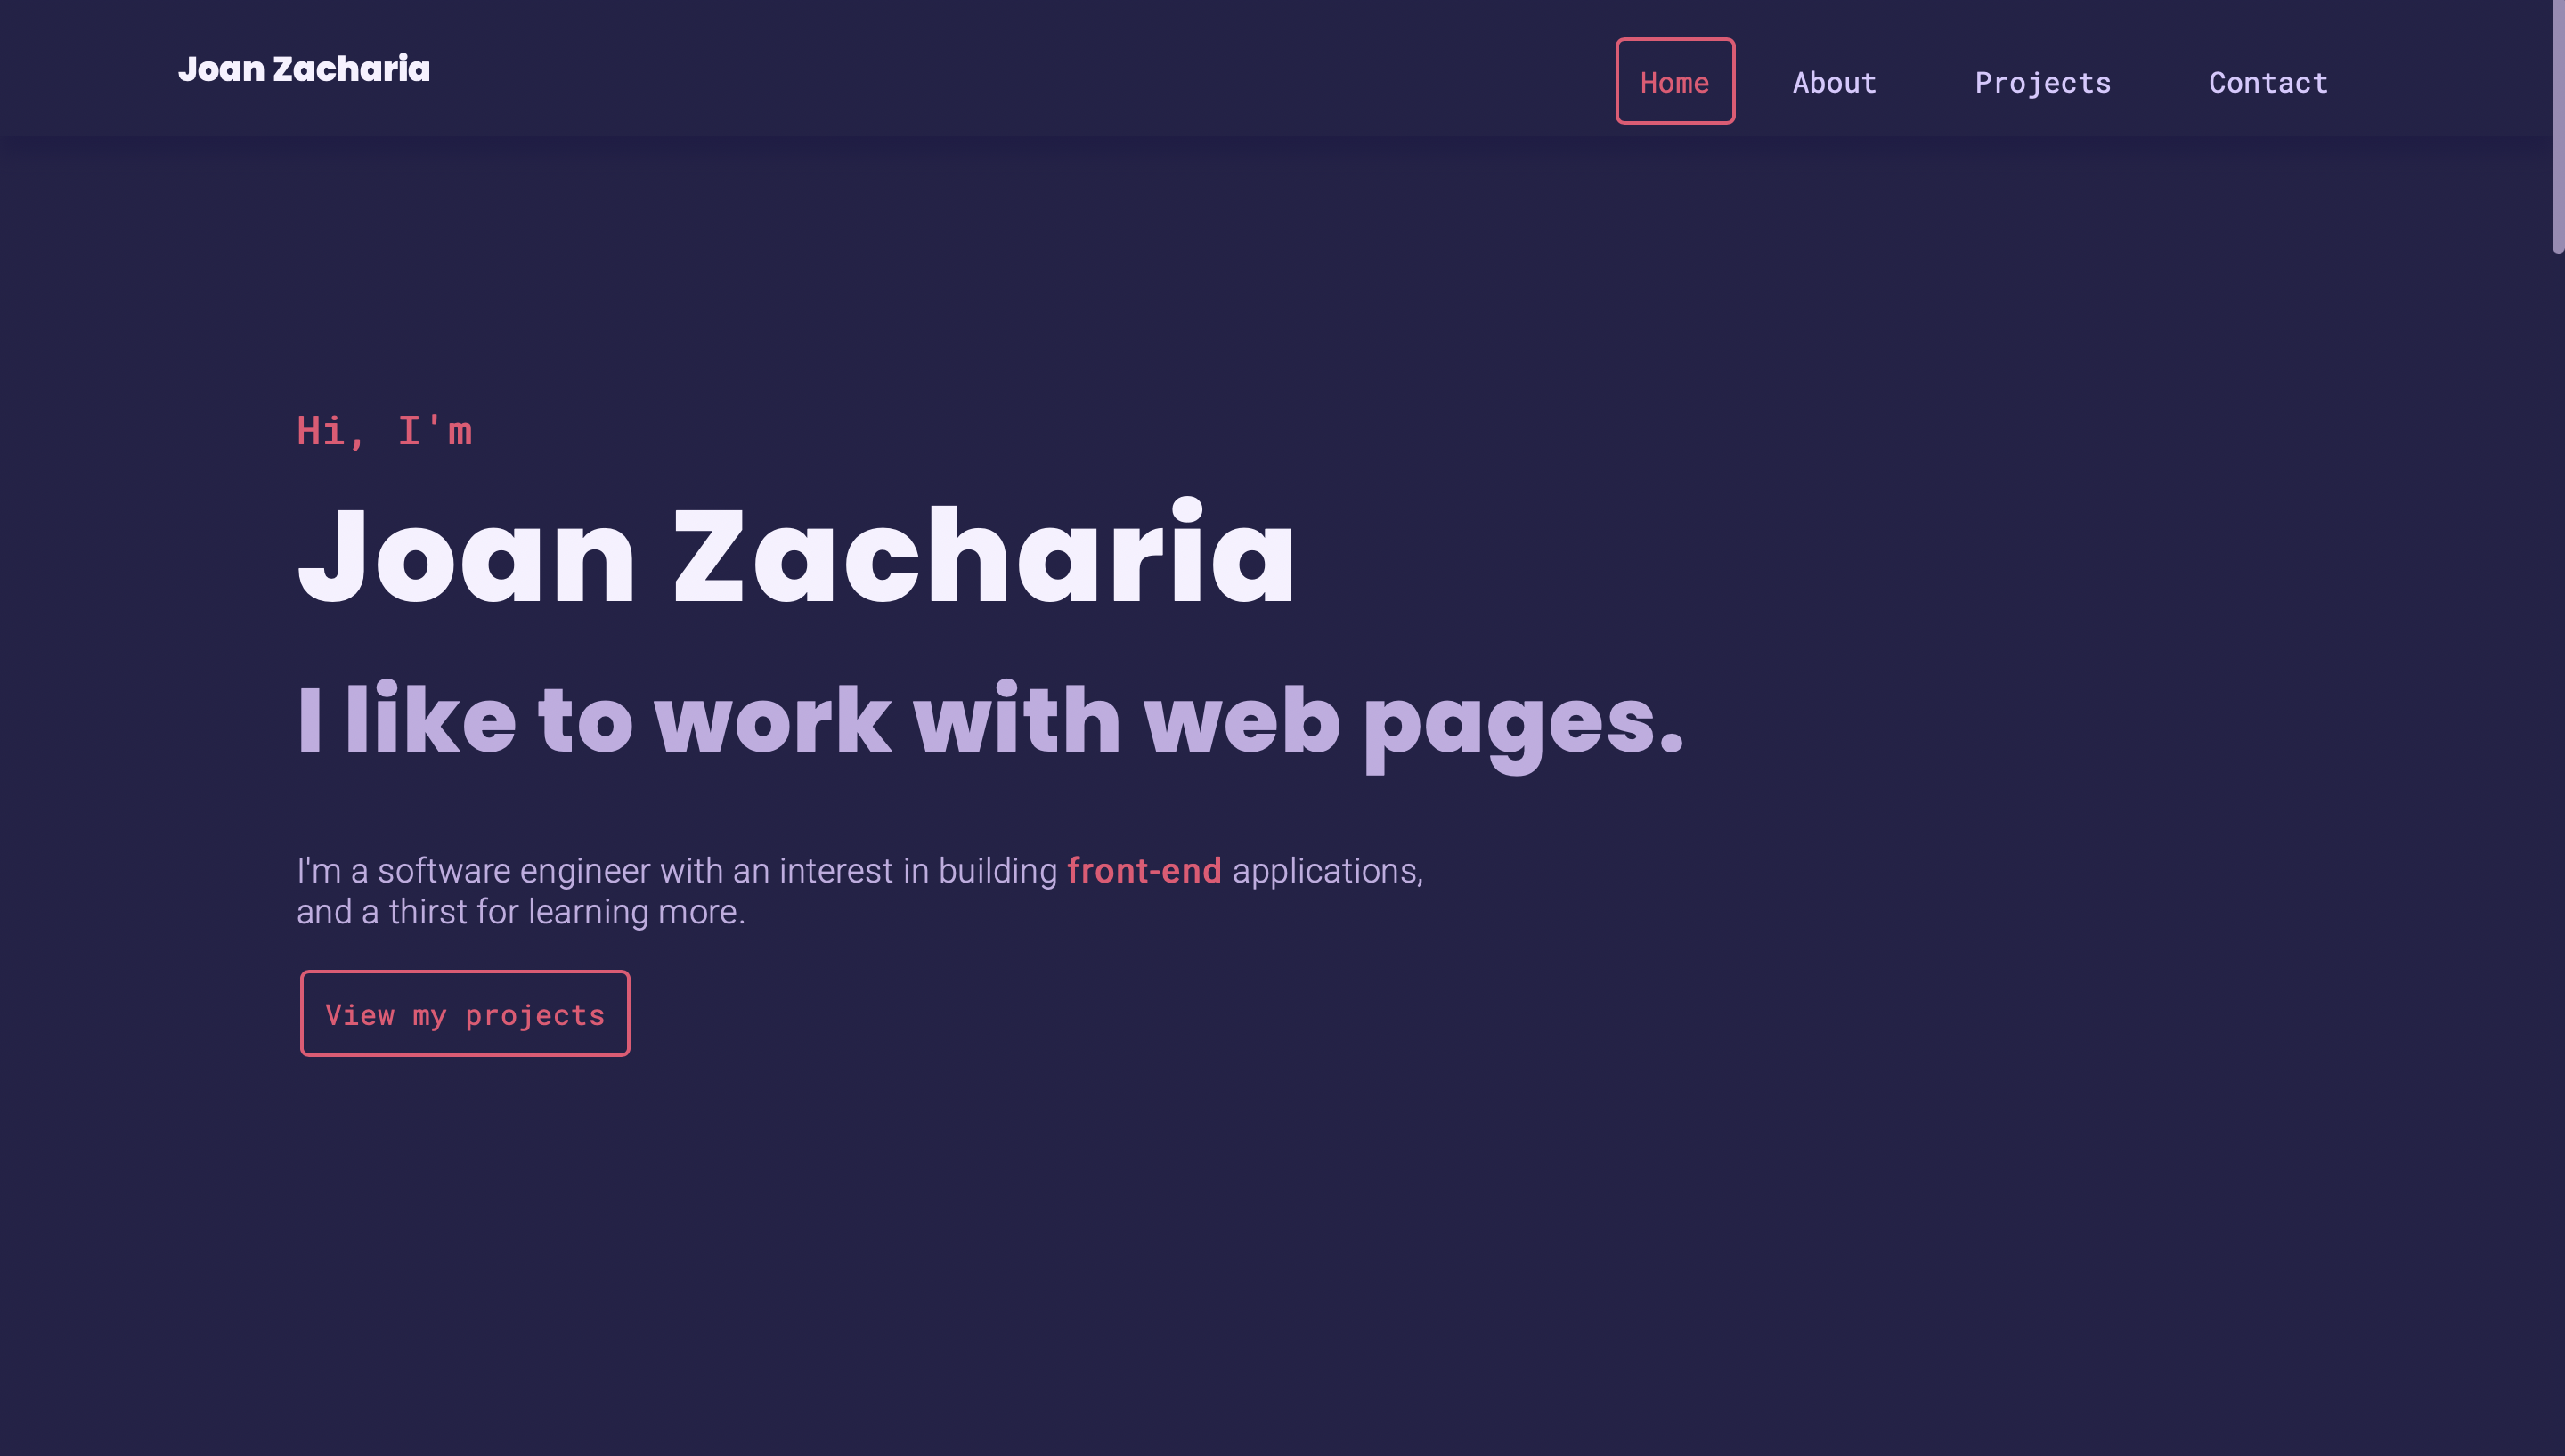 Joan Zacharia
Home About Projects Contact
Hi, I'm
Joan Zacharia
I like to work with web pages.
I'm a software engineer with an interest in building front-end applications,
and a thirst for learning more.
View my projects